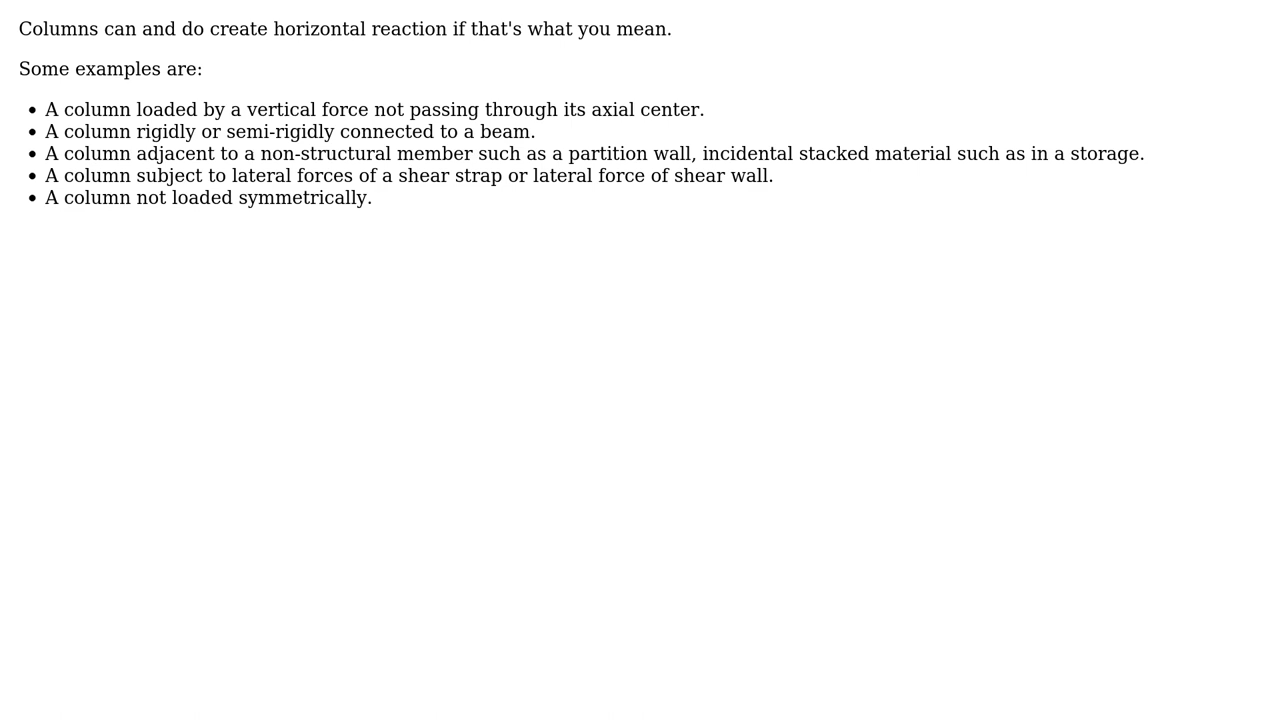 Columns can and do create horizontal reaction if that's what you mean.
Some examples are:
• A column loaded by a vertical force not passing through its axial center.
• A column rigidly or semi-rigidly connected to a beam.
• A column adjacent to a non-structural member such as a partition wall, incidental stacked material such as in a storage.
• A column subject to lateral forces of a shear strap or lateral force of shear wall.
• A column not loaded symmetrically.